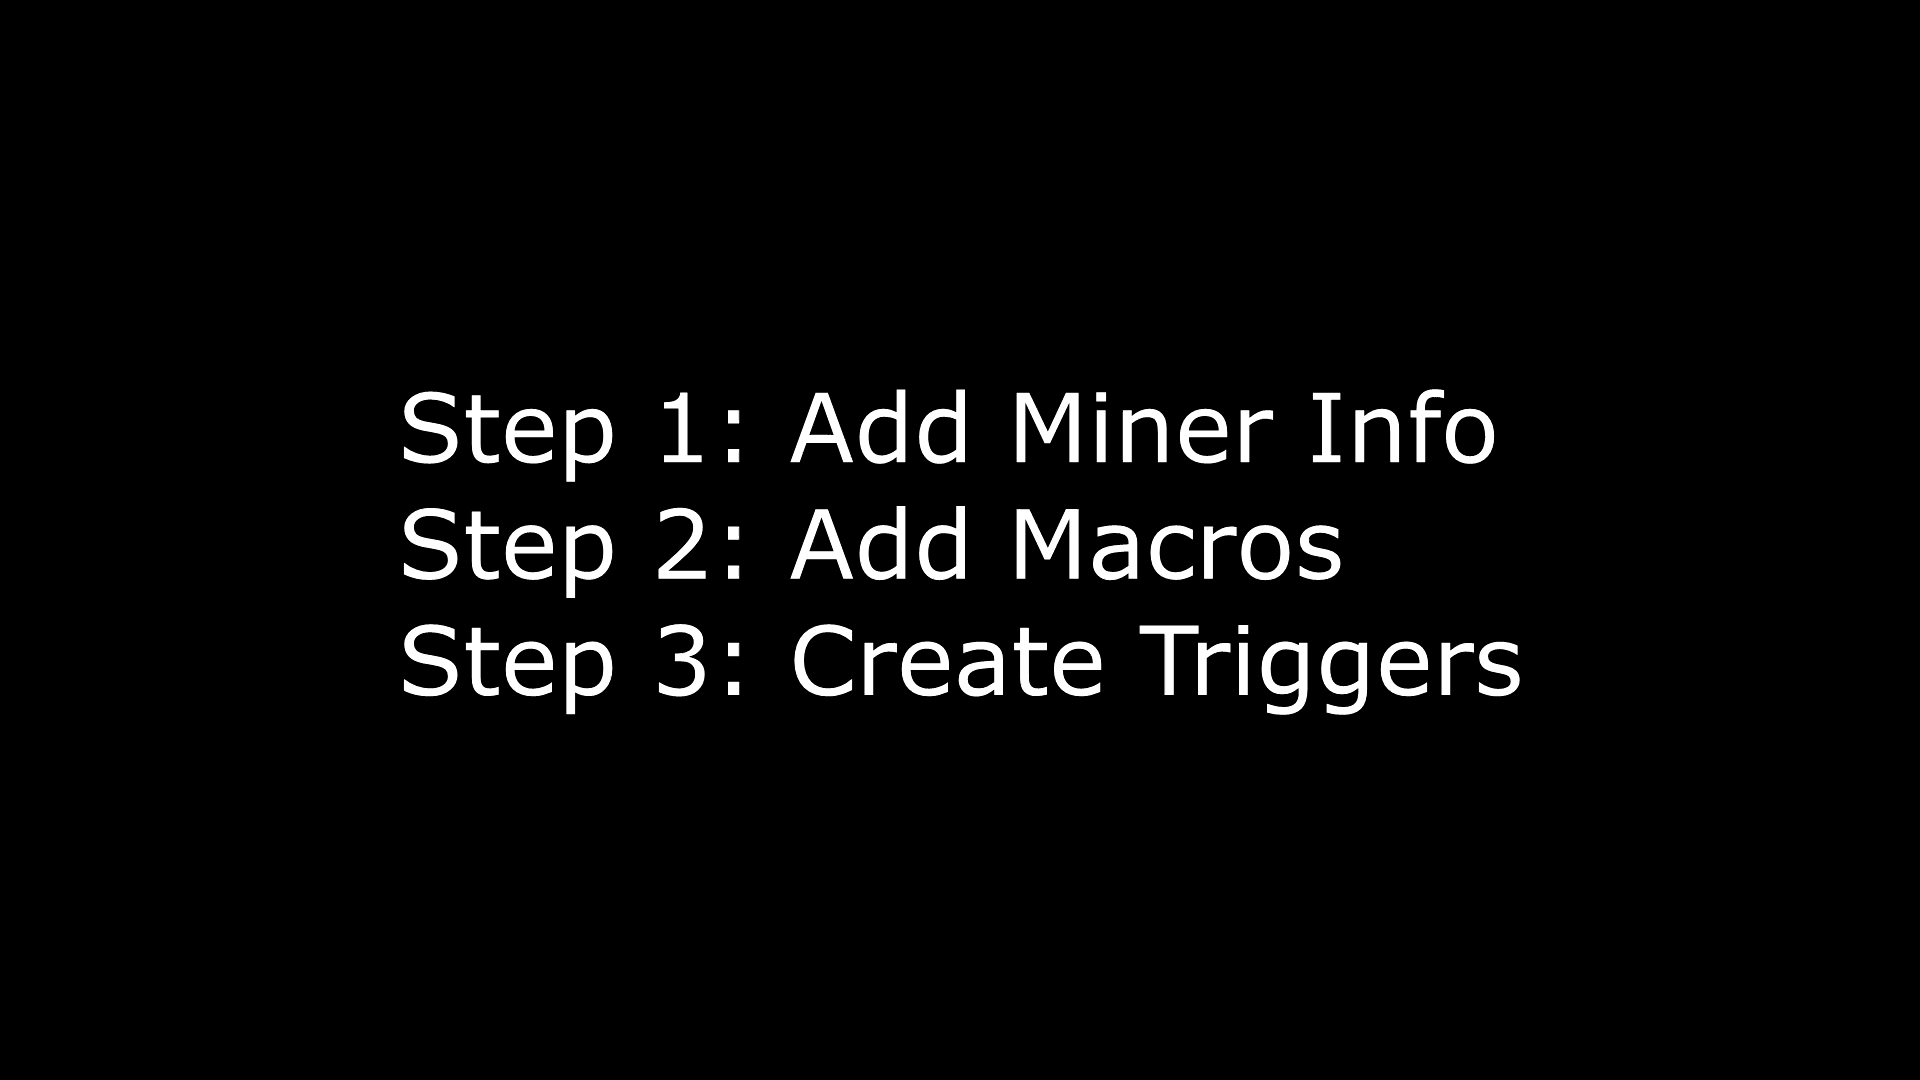 Step 1: Add Miner Info
Step 2: Add Macros
Step 3: Create Triggers